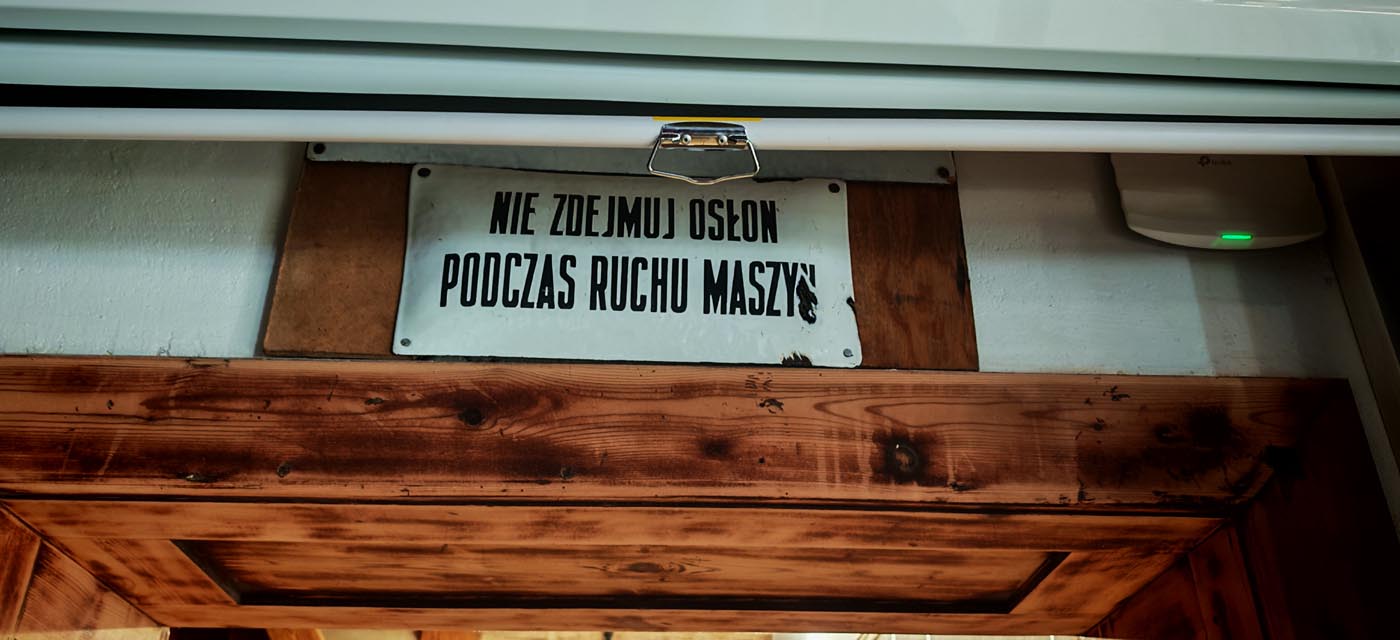 NIE ZDEJMUJ OSŁON
PODCZAS RUCHU MASZYN